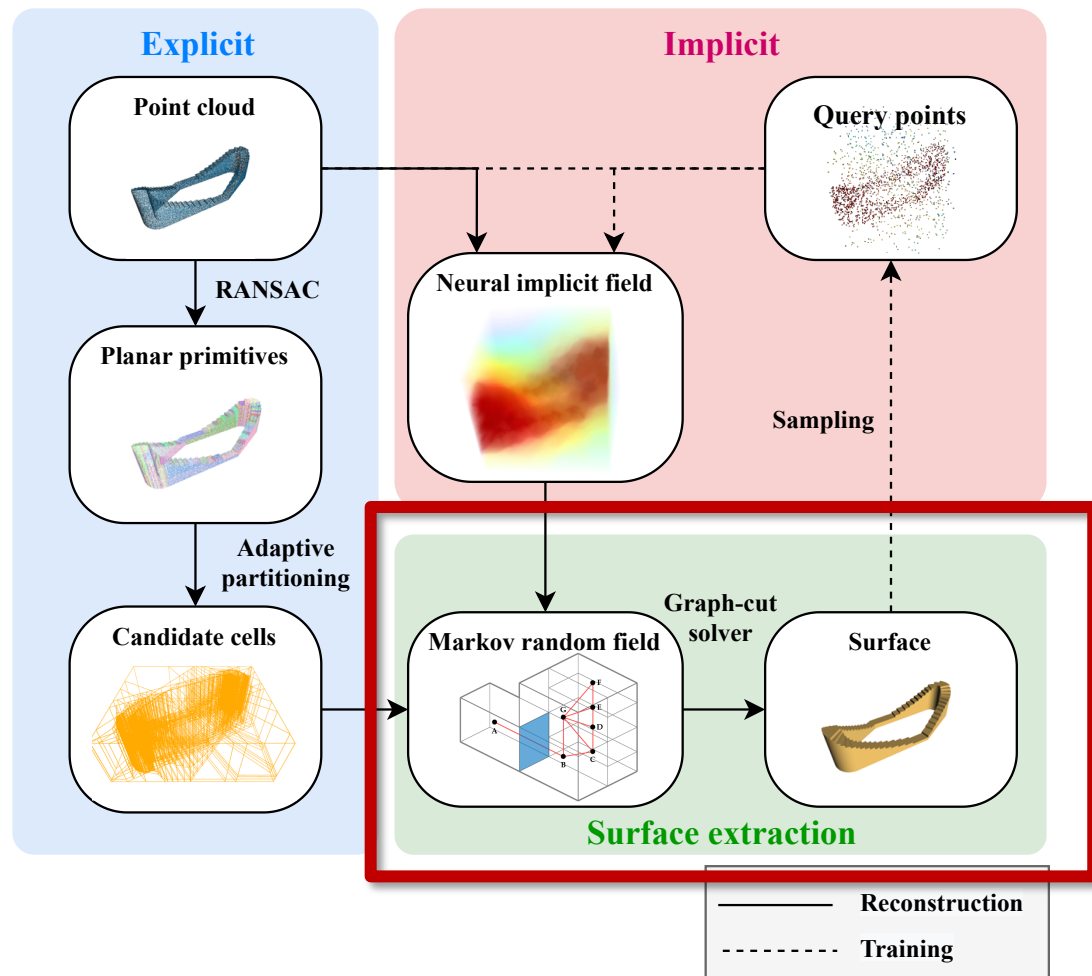 Explicit
Implicit
Point cloud
Query points
RANSAC
Neural implicit field
Planar primitives
Sampling
Adaptive
partitioning
Candidate cells
Markov random field
Graph-cut
solver
Surface
F
G
E
A
D
B
C
Surface extraction
Reconstruction
Training